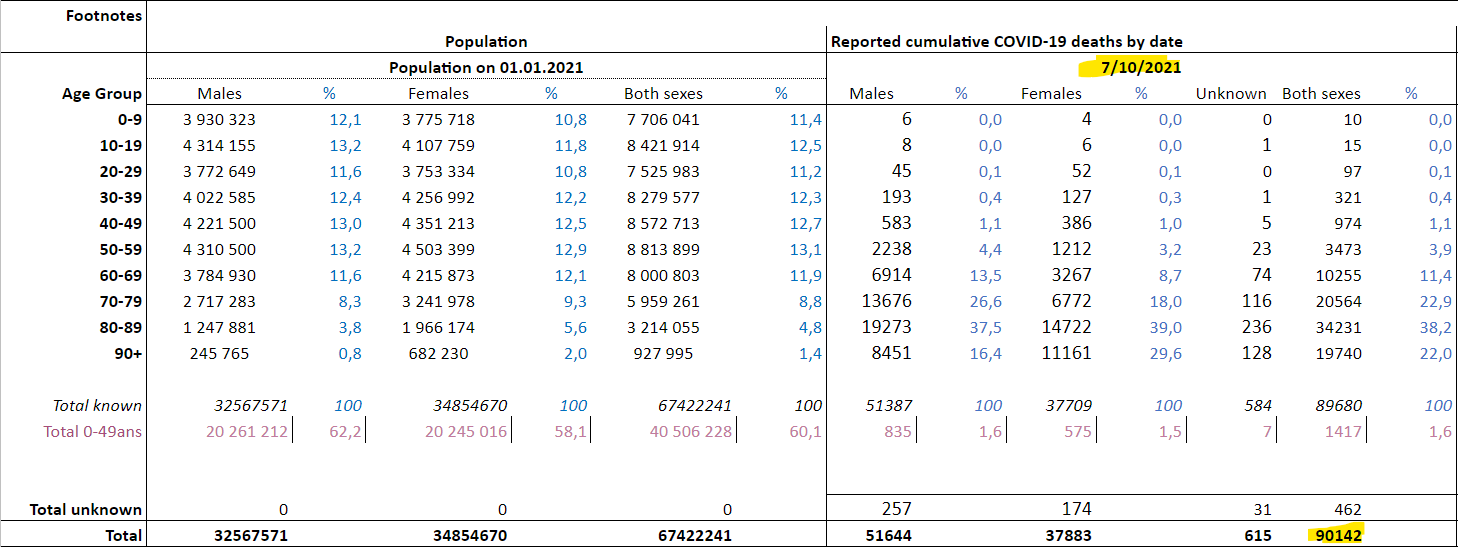 Footnotes
Population Reported cumulative COVID-19 deaths by date
Population on 01.01.2021 7/10/2021
Age Group Males % Females % Both sexes % Males % Females % Unknown Both sexes %
0-9 3 930 323 12,1 3 775 718 10,8 7 706 041 11,4 6 0,0 4 0,0 0 10 0,0
10-19 4 314 155 13,2 4 107 759 11,8 8 421 914 12,5 8 0,0 6 0,0 1 15 0,0
20-29 3 772 649 11,6 3 753 334 10,8 7 525 983 11,2 45 0,1 52 0,1 0 97 0,1
30-39 4 022 585 12,4 4 256 992 12,2 8 279 577 12,3 193 0,4 127 0,3 1 321 0,4
40-49 4 221 500 13,0 4 351 213 12,5 8 572 713 12,7 583 1,1 386 1,0 5 974 1,1
50-59 4 310 500 13,2 4 503 399 12,9 8 813 899 13,1 2238 4,4 1212 3,2 23 3473 3,9
60-69 3 784 930 11,6 4 215 873 12,1 8 000 803 11,9 6914 13,5 3267 8,7 74 10255 11,4
70-79 2 717 283 8,3 3 241 978 9,3 5 959 261 8,8 13676 26,6 6772 18,0 116 20564 22,9
80-89 1 247 881 3,8 1 966 174 5,6 3 214 055 4,8 19273 37,5 14722 39,0 236 34231 38,2
90+ 245 765 0,8 682 230 2,0 927 995 1,4 8451 16,4 11161 29,6 128 19740 22,0
Total known 32567571 100 34854670 100 67422241 100 51387 100 37709 100 584 89680 100
Total 0-49ans 20 261 212 62,2 20 245 016 58,1 40 506 228 60,1 835 1,6 575 1,5 7 1417 1,6
Total unknown 0 0 0 257 174 31 462
Total 32567571 34854670 67422241 51644 37883 615 90142